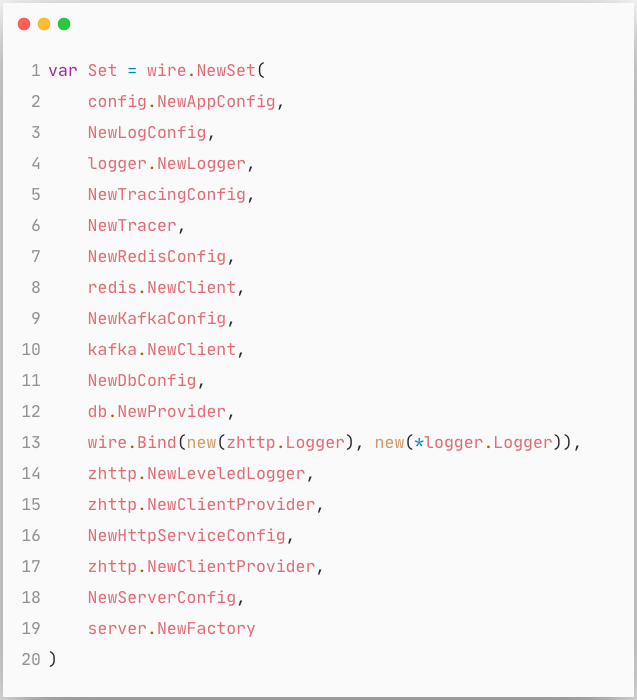 1 var Set = wire.NewSet(
2     config.NewAppConfig,
3     NewLogConfig,
4     logger.NewLogger,
5     NewTracingConfig,
6     NewTracer,
7     NewRedisConfig,
8     redis.NewClient,
9     NewKafkaConfig,
10     kafka.NewClient,
11     NewDbConfig,
12     db.NewProvider,
13     wire.Bind(new(zhttp.Logger), new(*logger.Logger)),
14     zhttp.NewLeveledLogger,
15     zhttp.NewClientProvider,
16     NewHttpServiceConfig,
17     zhttp.NewClientProvider,
18     NewServerConfig,
19     server.NewFactory
20 )